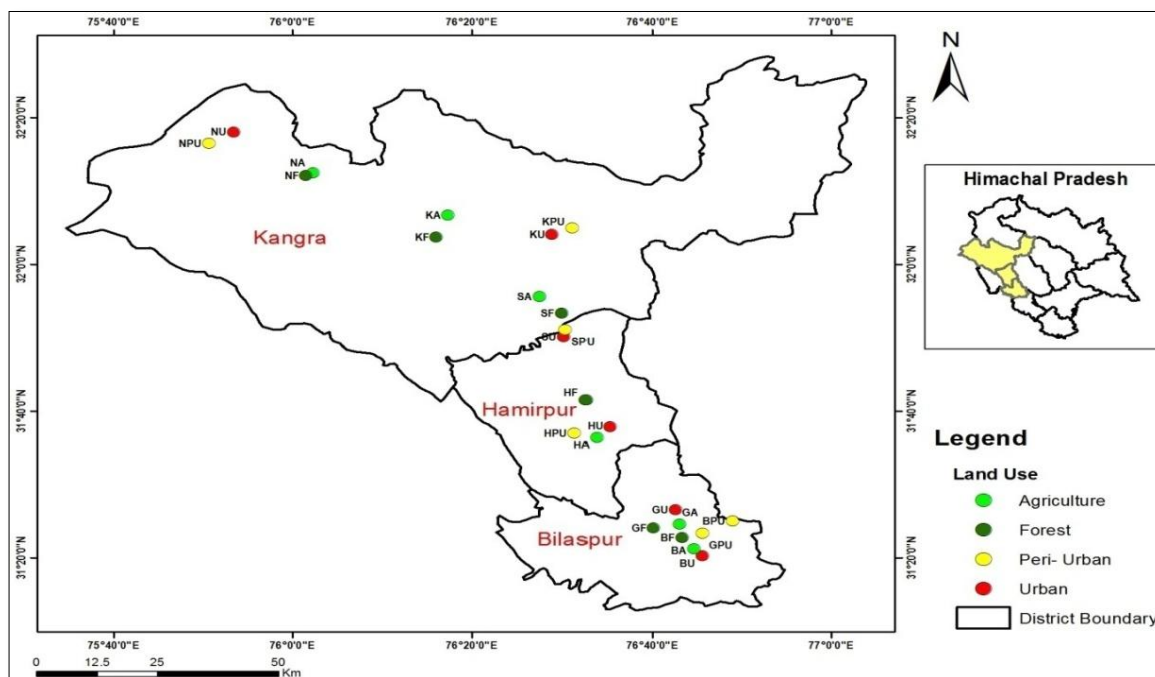 75°40'0"E 76°0'0"E 76°20'0"E 76°40'0"E 77°0'0"E
N
32°20'0"N
32°20'0"N
NU
NPU
NA
NF
Himachal Pradesh
KA
KPU
KF
KU
Kangra
32°0'0"N
32°0'0"N
SA
SF
SU
SPU
HF
Hamirpur
31°40'0"N
31°40'0"N
HU
HPU
HA
Legend
Land Use
Agriculture
Forest
Peri- Urban
Urban
District Boundary
GU
GA
BPU
GF
BF
GPU
Bilaspur
BA
BU
31°20'0"N
31°20'0"N
75°40'0"E 76°0'0"E 76°20'0"E 76°40'0"E 77°0'0"E
0 12.5 25 50
Km